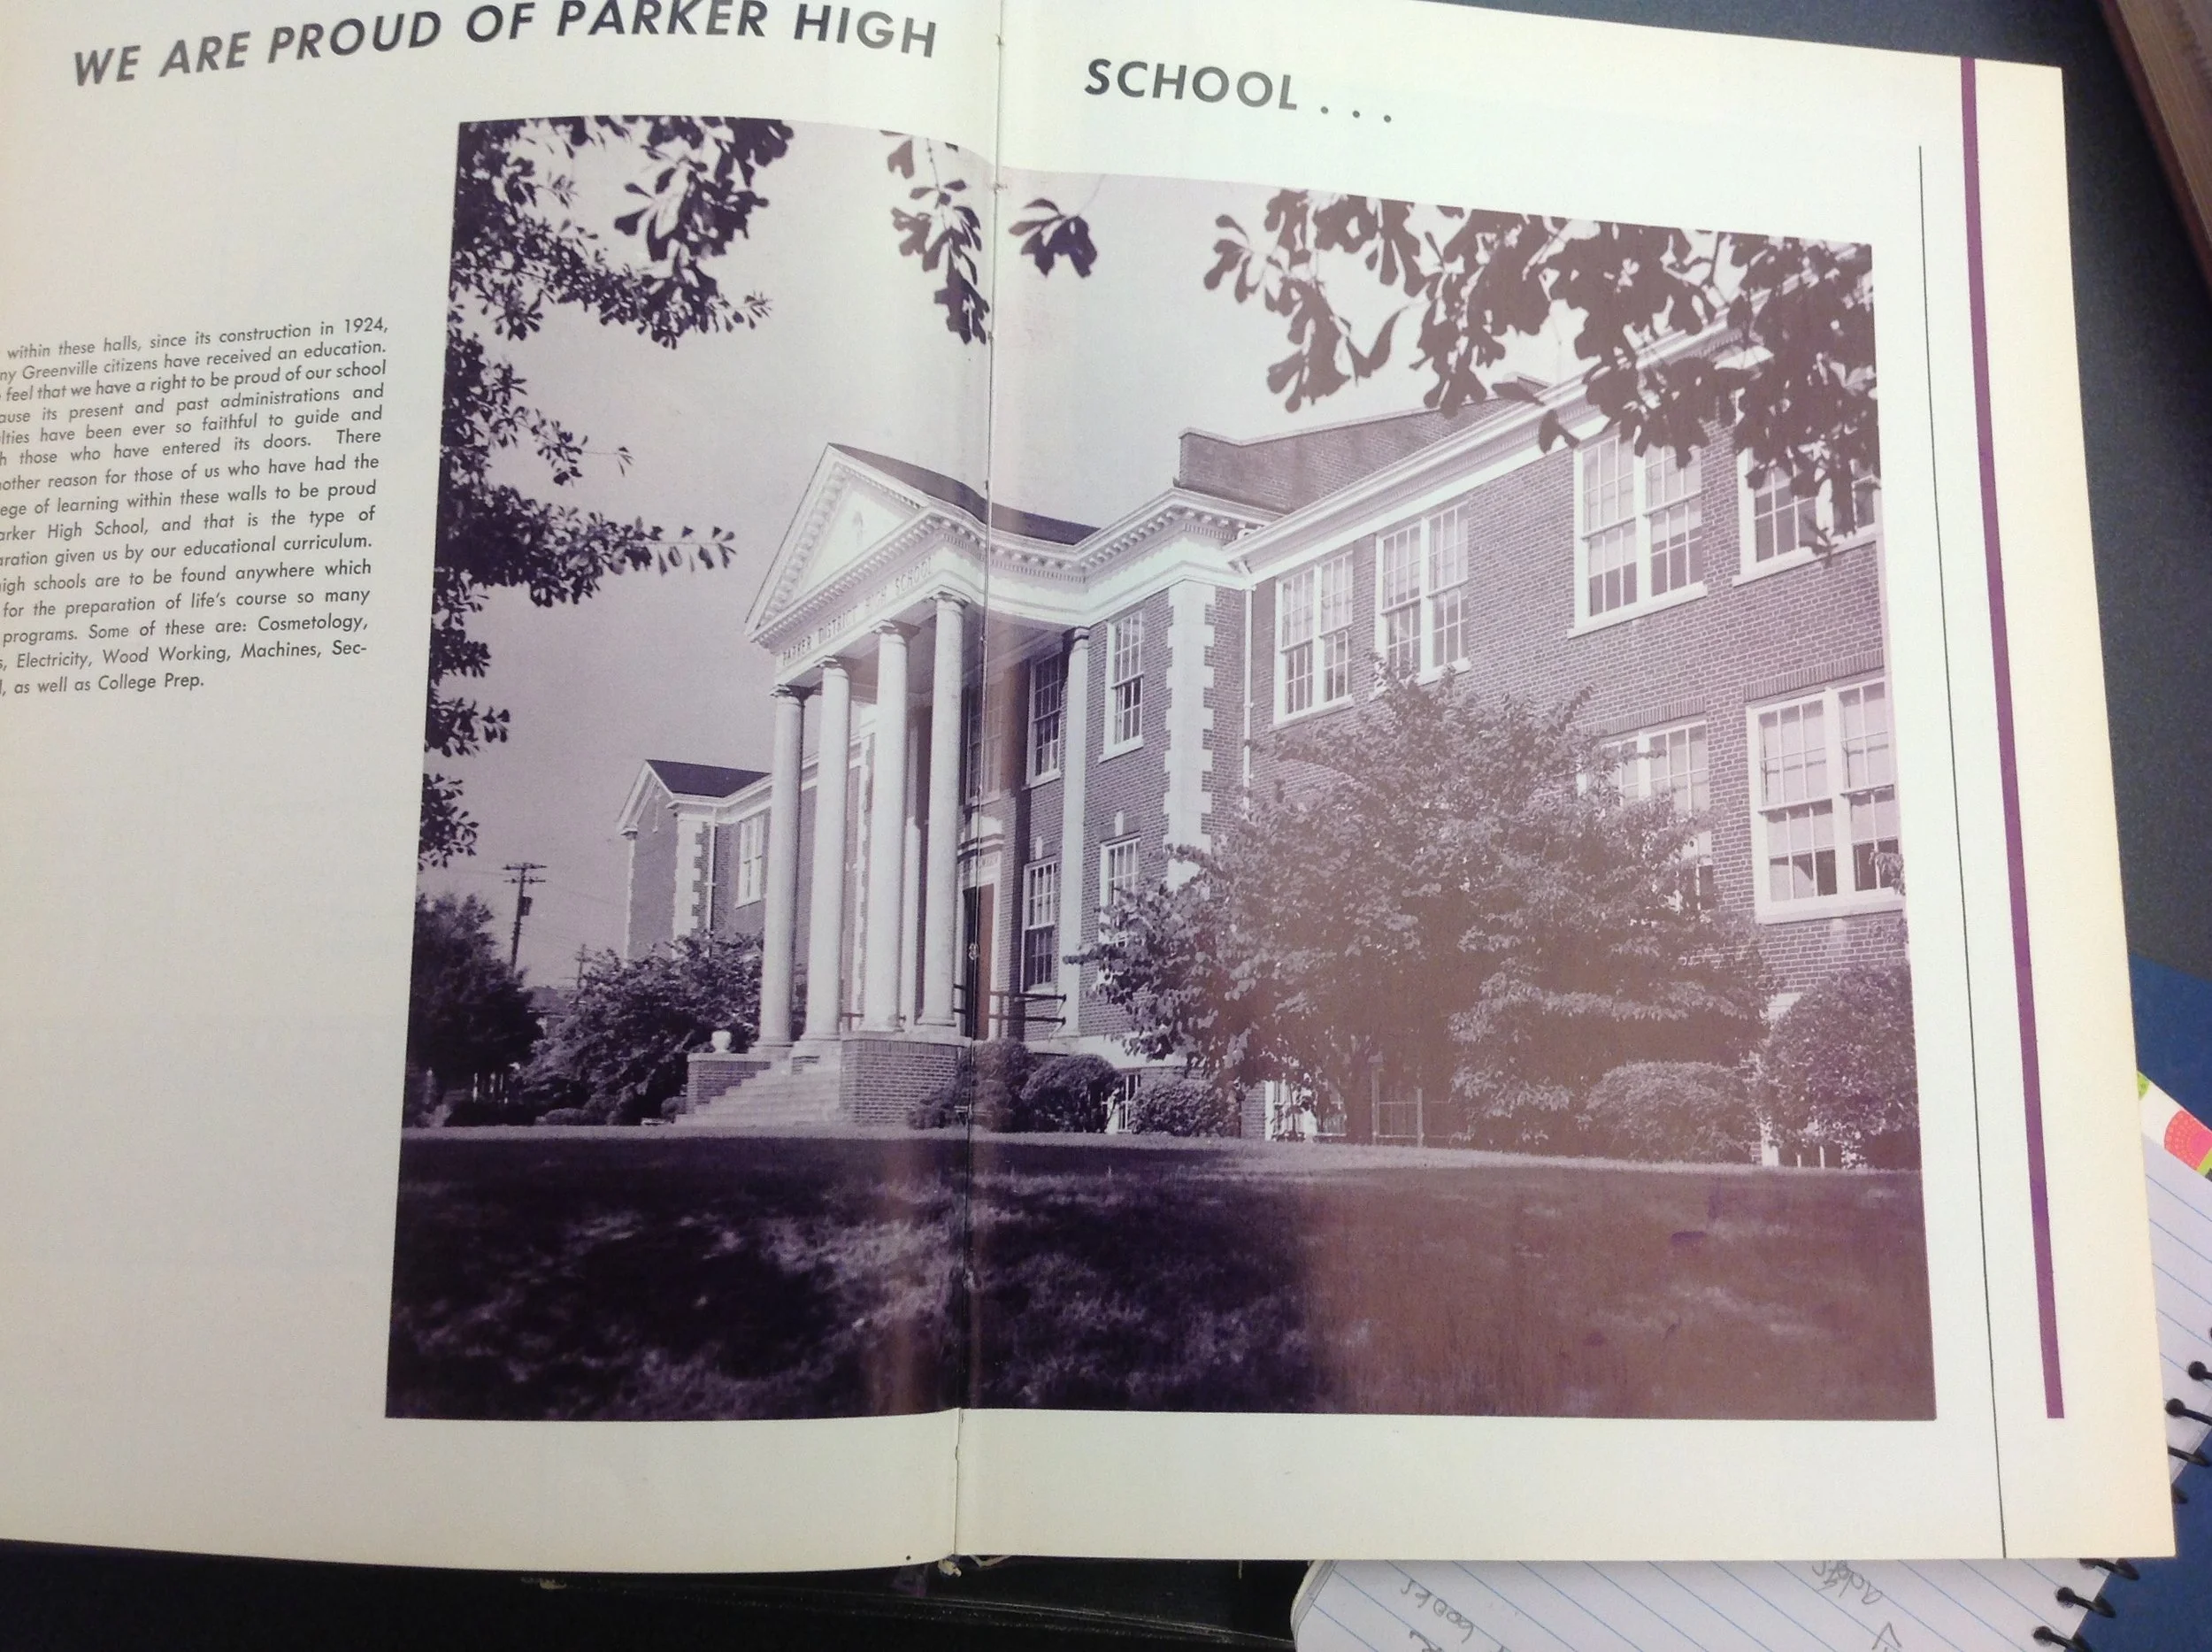 WE ARE PROUD OF PARKER HIGH SCHOOL . . .
within these halls, since its construction in 1924,
ny Greenville citizens have received an education.
feel that we have a right to be proud of our school
ause its present and past administrations and
lties have been ever so faithful to guide and
h those who have entered its doors. There
other reason for those of us who have had the
ege of learning within these walls to be proud
arker High School, and that is the type of
aration given us by our educational curriculum.
igh schools are to be found anywhere which
for the preparation of life's course so many
programs. Some of these are: Cosmetology,
s, Electricity, Wood Working, Machines, Sec-
l, as well as College Prep.
PARKER DISTRICT HIGH SCHOOL
books